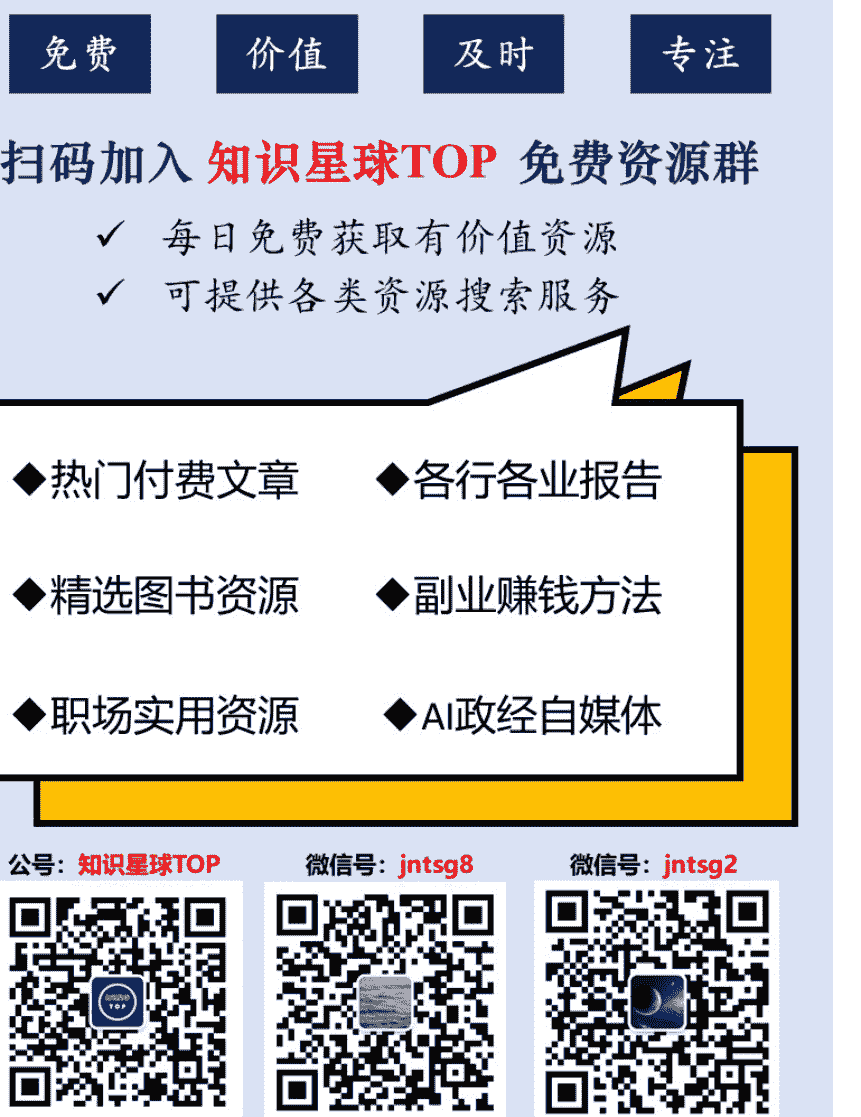 免费 价值 及时 专注
扫码加入 知识星球TOP 免费资源群
✓ 每日免费获取有价值资源
✓ 可提供各类资源搜索服务
◆热门付费文章 ◆各行各业报告
◆精选图书资源 ◆副业赚钱方法
◆职场实用资源 ◆AI政经自媒体
公号：知识星球TOP 微信号：jntsg8 微信号：jntsg2
TOP